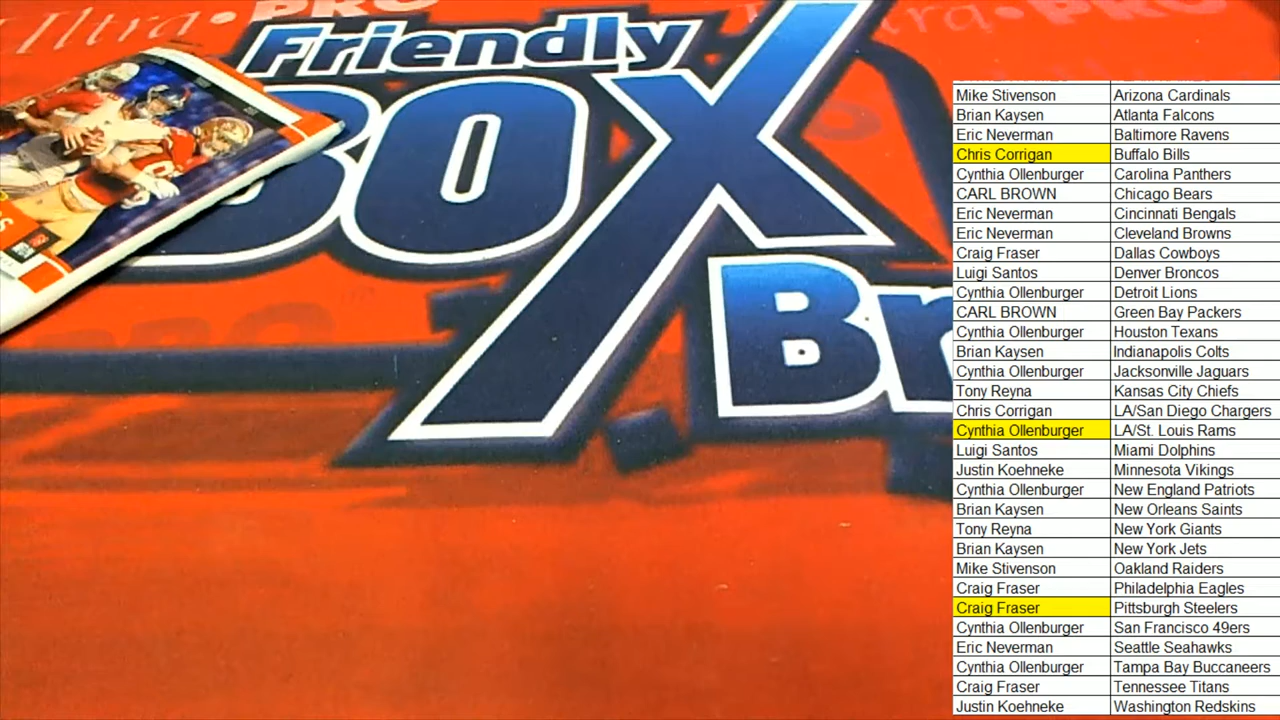 Ultra•PRO
Ultra•PRO
Friendly
BOX
Br
Mike Stivenson Arizona Cardinals
Brian Kaysen Atlanta Falcons
Eric Neverman Baltimore Ravens
Chris Corrigan Buffalo Bills
Cynthia Ollenburger Carolina Panthers
CARL BROWN Chicago Bears
Eric Neverman Cincinnati Bengals
Eric Neverman Cleveland Browns
Craig Fraser Dallas Cowboys
Luigi Santos Denver Broncos
Cynthia Ollenburger Detroit Lions
CARL BROWN Green Bay Packers
Cynthia Ollenburger Houston Texans
Brian Kaysen Indianapolis Colts
Cynthia Ollenburger Jacksonville Jaguars
Tony Reyna Kansas City Chiefs
Chris Corrigan LA/San Diego Chargers
Cynthia Ollenburger LA/St. Louis Rams
Luigi Santos Miami Dolphins
Justin Koehneke Minnesota Vikings
Cynthia Ollenburger New England Patriots
Brian Kaysen New Orleans Saints
Tony Reyna New York Giants
Brian Kaysen New York Jets
Mike Stivenson Oakland Raiders
Craig Fraser Philadelphia Eagles
Craig Fraser Pittsburgh Steelers
Cynthia Ollenburger San Francisco 49ers
Eric Neverman Seattle Seahawks
Cynthia Ollenburger Tampa Bay Buccaneers
Craig Fraser Tennessee Titans
Justin Koehneke Washington Redskins